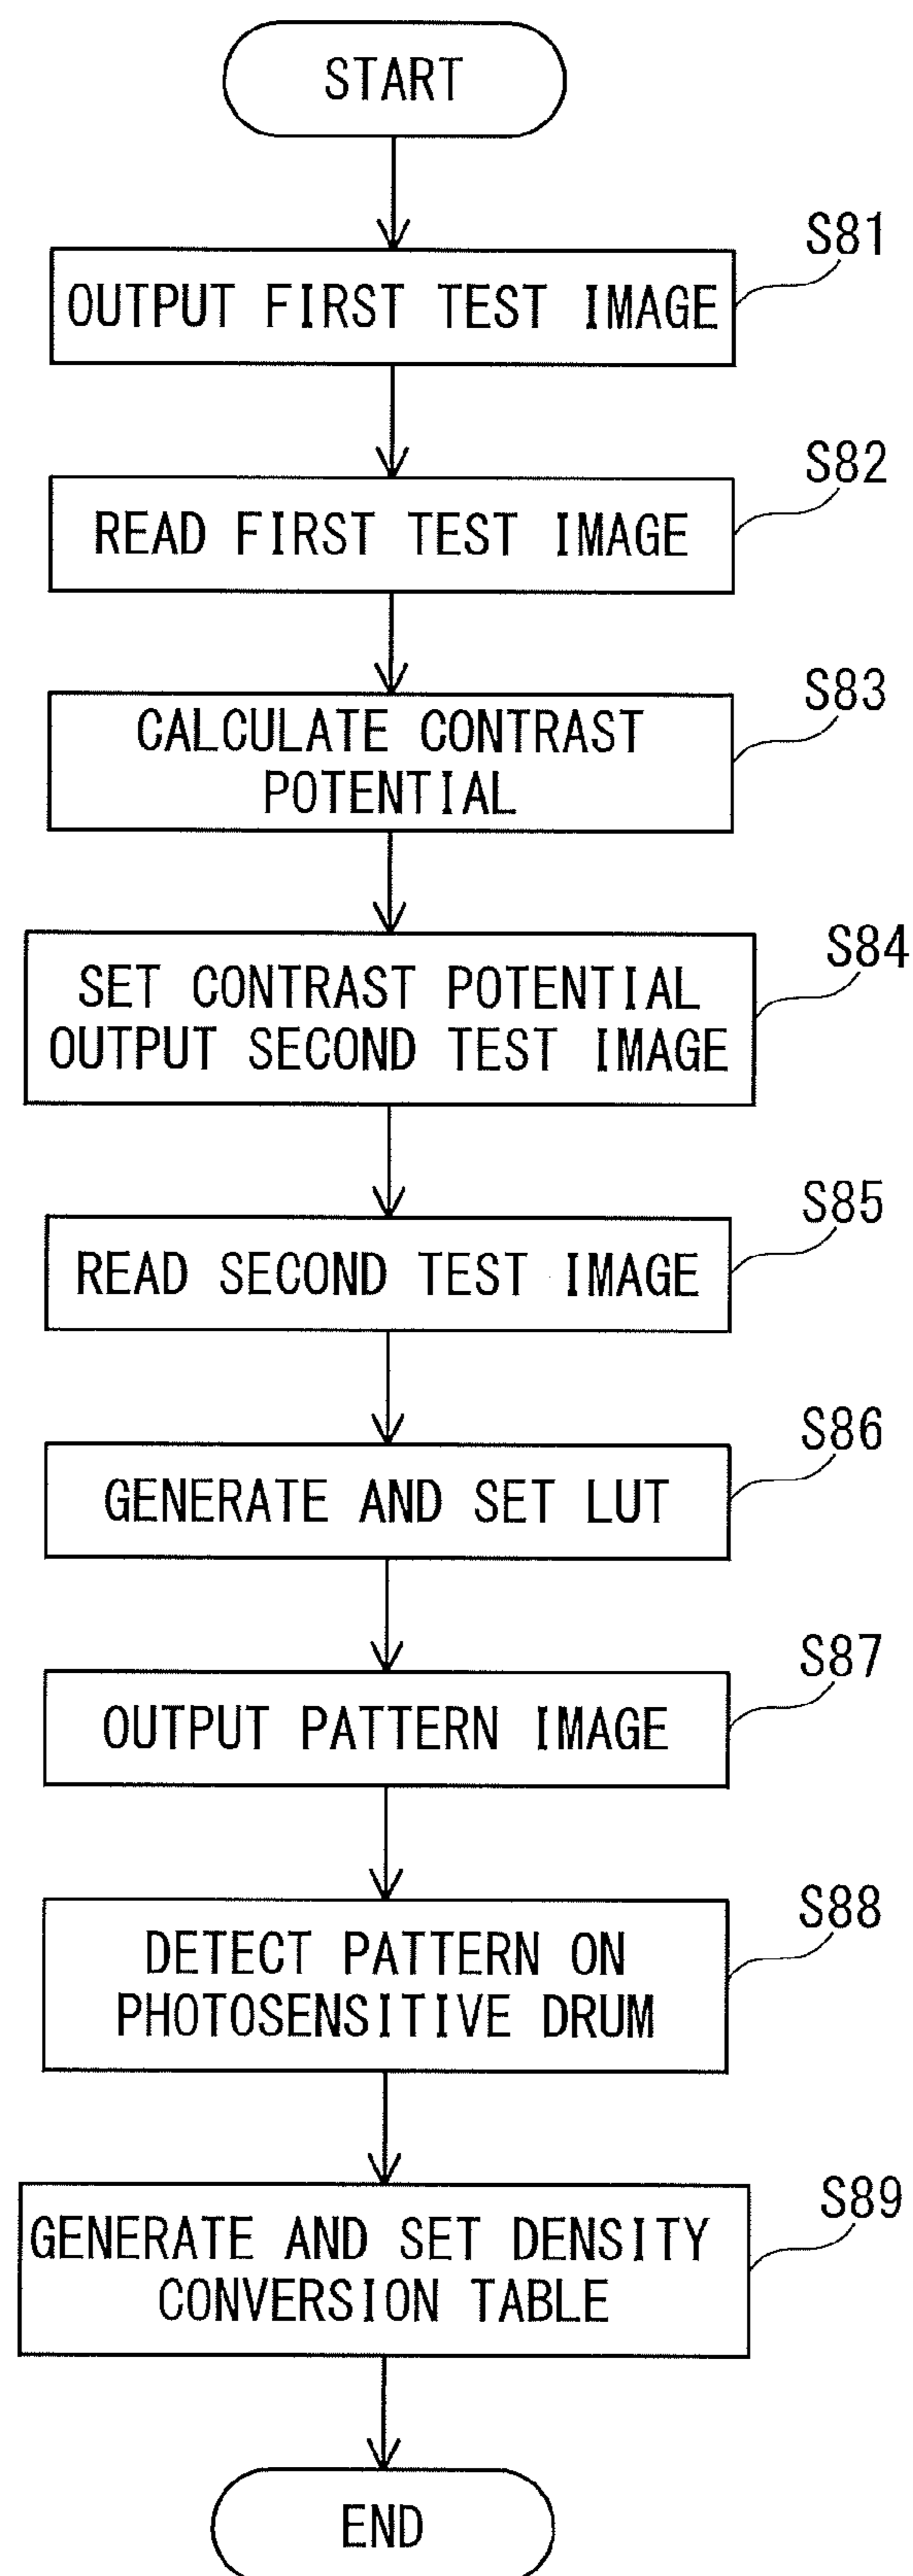 START
S81
OUTPUT FIRST TEST IMAGE
S82
READ FIRST TEST IMAGE
S83
CALCULATE CONTRAST
POTENTIAL
S84
SET CONTRAST POTENTIAL
OUTPUT SECOND TEST IMAGE
S85
READ SECOND TEST IMAGE
S86
GENERATE AND SET LUT
S87
OUTPUT PATTERN IMAGE
S88
DETECT PATTERN ON
PHOTOSENSITIVE DRUM
S89
GENERATE AND SET DENSITY
CONVERSION TABLE
END